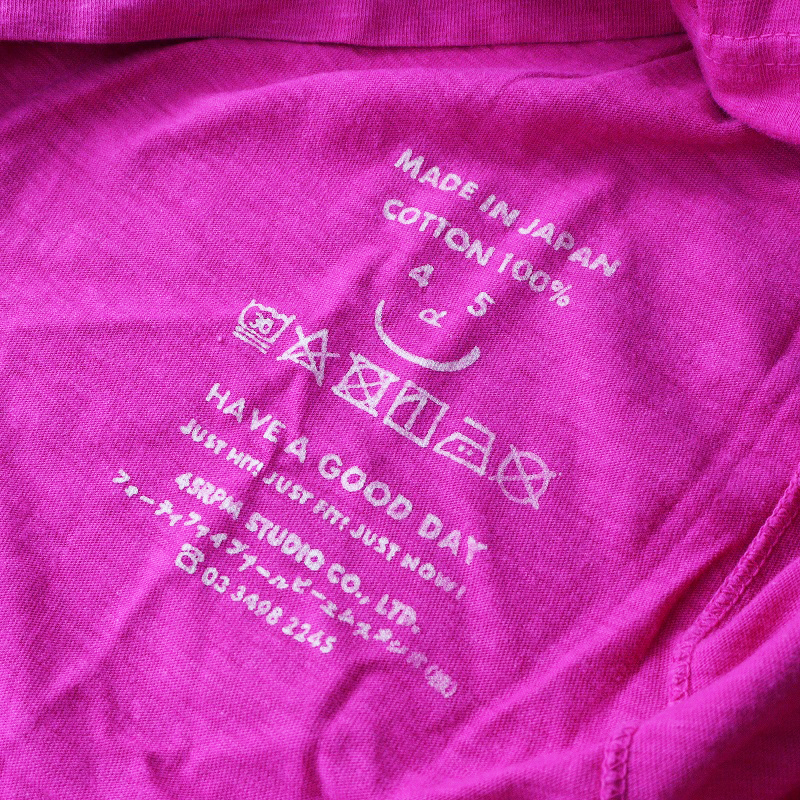 MADE IN JAPAN
COTTON 100%
4 5
R
30
HAVE A GOOD DAY
JUST HIT! JUST FIT! JUST NOW!
45RPM STUDIO CO., LTD.
フォーティファイブアールピーエムスタジオ(株)
☎ 03 3498 2245